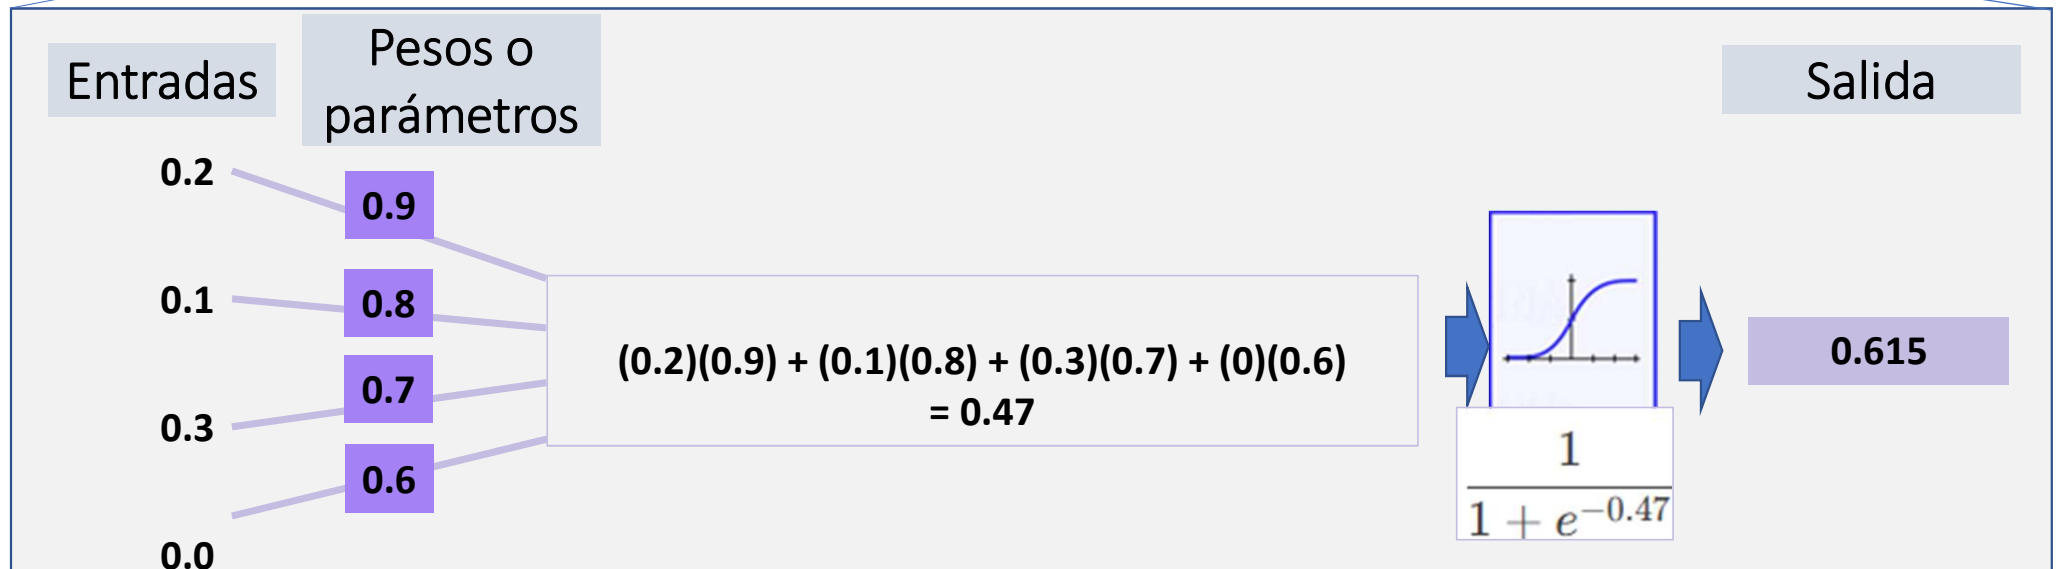 Entradas
Pesos o
parámetros
Salida
0.2
0.9
0.1
0.8
0.7
0.3
0.6
0.0
(0.2)(0.9) + (0.1)(0.8) + (0.3)(0.7) + (0)(0.6)
= 0.47
1
1 + e^{-0.47}
0.615